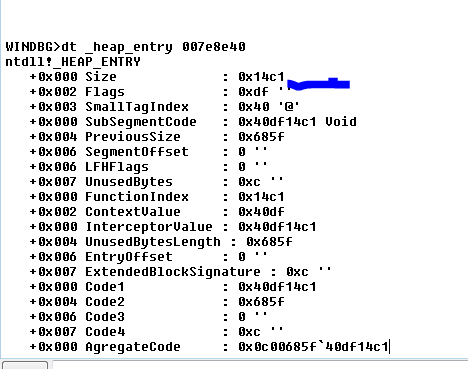 WINDBG>dt _heap_entry 007e8e40
ntdll!_HEAP_ENTRY
+0x000 Size : 0x14c1
+0x002 Flags : 0xdf ''
+0x003 SmallTagIndex : 0x40 '@'
+0x000 SubSegmentCode : 0x40df14c1 Void
+0x004 PreviousSize : 0x685f
+0x006 SegmentOffset : 0 ''
+0x006 LFHFlags : 0 ''
+0x007 UnusedBytes : 0xc ''
+0x000 FunctionIndex : 0x14c1
+0x002 ContextValue : 0x40df
+0x000 InterceptorValue : 0x40df14c1
+0x004 UnusedBytesLength : 0x685f
+0x006 EntryOffset : 0 ''
+0x007 ExtendedBlockSignature : 0xc ''
+0x000 Code1 : 0x40df14c1
+0x004 Code2 : 0x685f
+0x006 Code3 : 0 ''
+0x007 Code4 : 0xc ''
+0x000 AgregateCode : 0x0c00685f`40df14c1